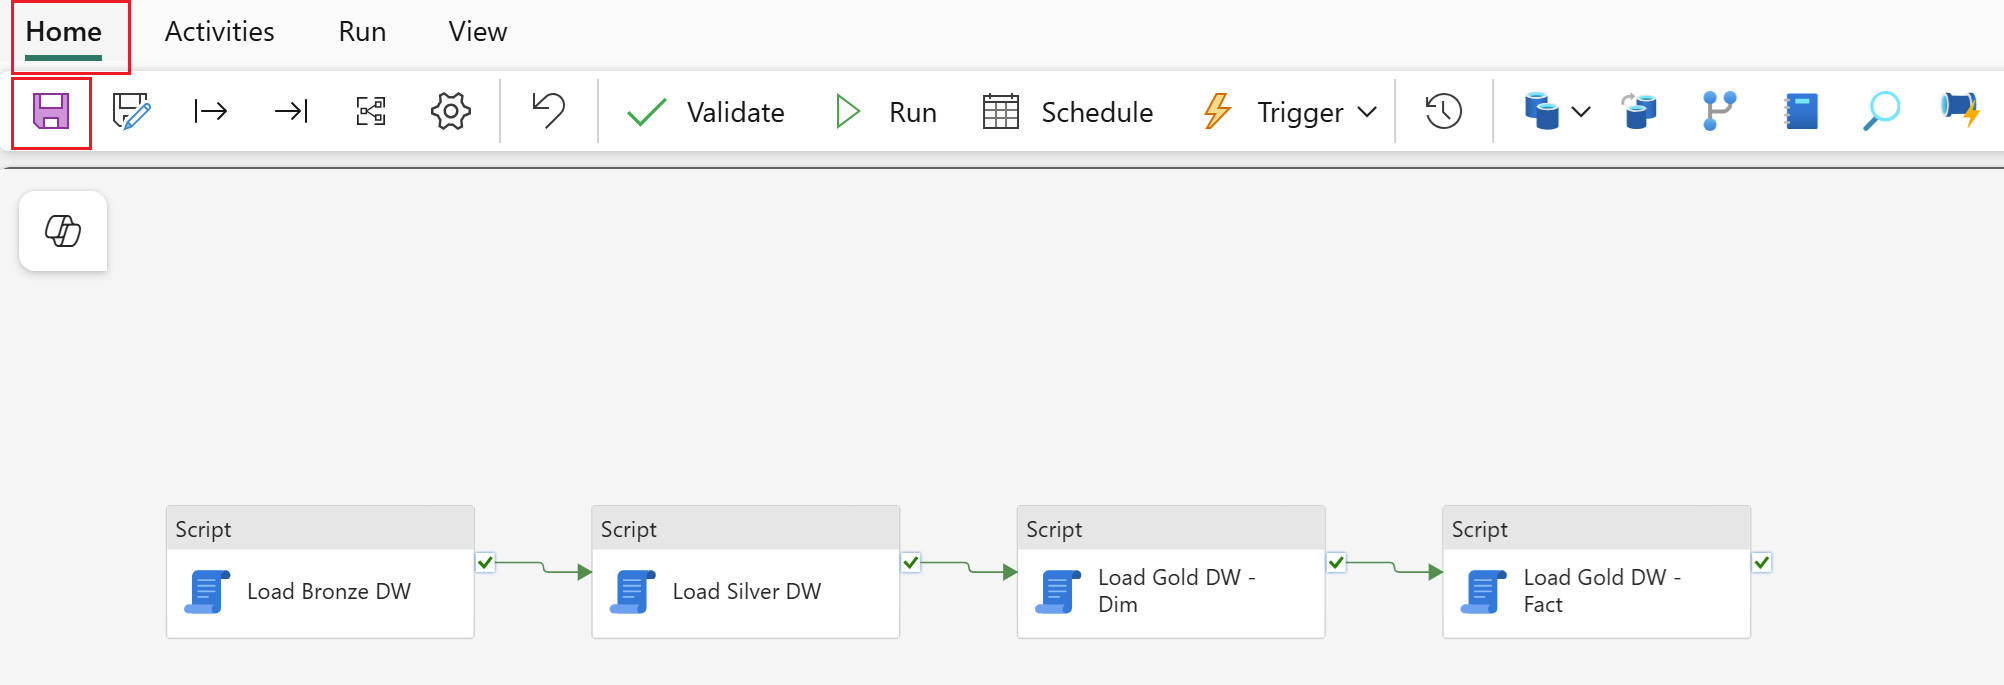 Home Activities Run View
Validate Run Schedule Trigger
Script Script Script Script
Load Bronze DW Load Silver DW Load Gold DW -
Dim Load Gold DW -
Fact